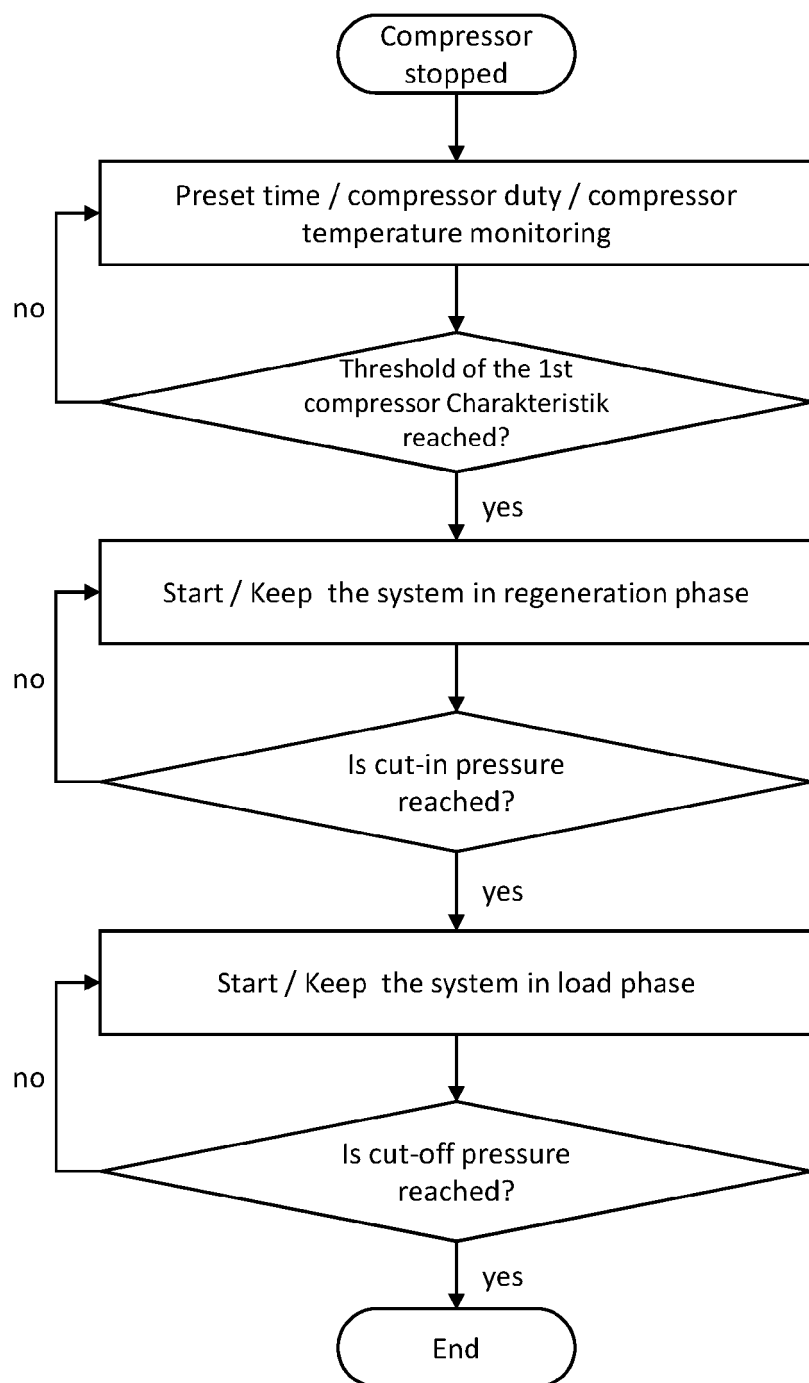 Compressor
stopped
Preset time / compressor duty / compressor
temperature monitoring
no
Threshold of the 1st
compressor Charakteristik
reached?
yes
Start / Keep  the system in regeneration phase
no
Is cut-in pressure
reached?
yes
Start / Keep  the system in load phase
no
Is cut-off pressure
reached?
yes
End